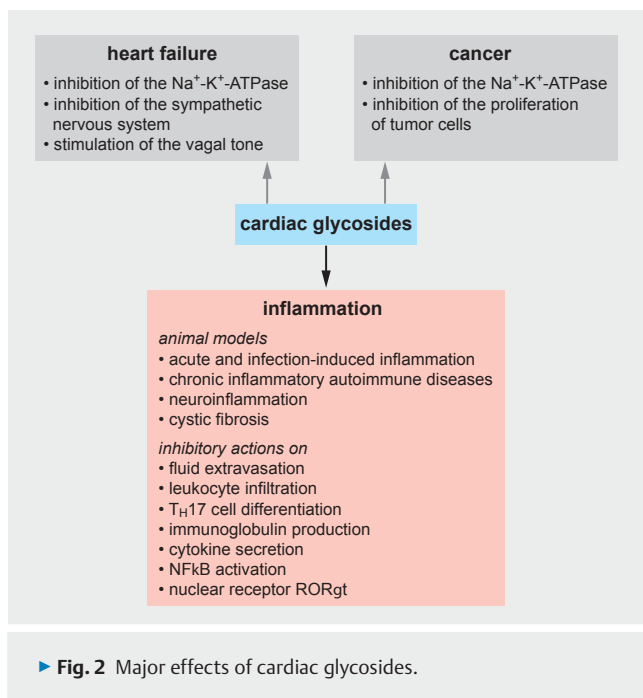 heart failure
• inhibition of the Na⁺-K⁺-ATPase
• inhibition of the sympathetic
nervous system
• stimulation of the vagal tone
cancer
• inhibition of the Na⁺-K⁺-ATPase
• inhibition of the proliferation
of tumor cells
cardiac glycosides
inflammation
animal models
• acute and infection-induced inflammation
• chronic inflammatory autoimmune diseases
• neuroinflammation
• cystic fibrosis
inhibitory actions on
• fluid extravasation
• leukocyte infiltration
• TH17 cell differentiation
• immunoglobulin production
• cytokine secretion
• NFkB activation
• nuclear receptor RORgt
▶ Fig. 2 Major effects of cardiac glycosides.